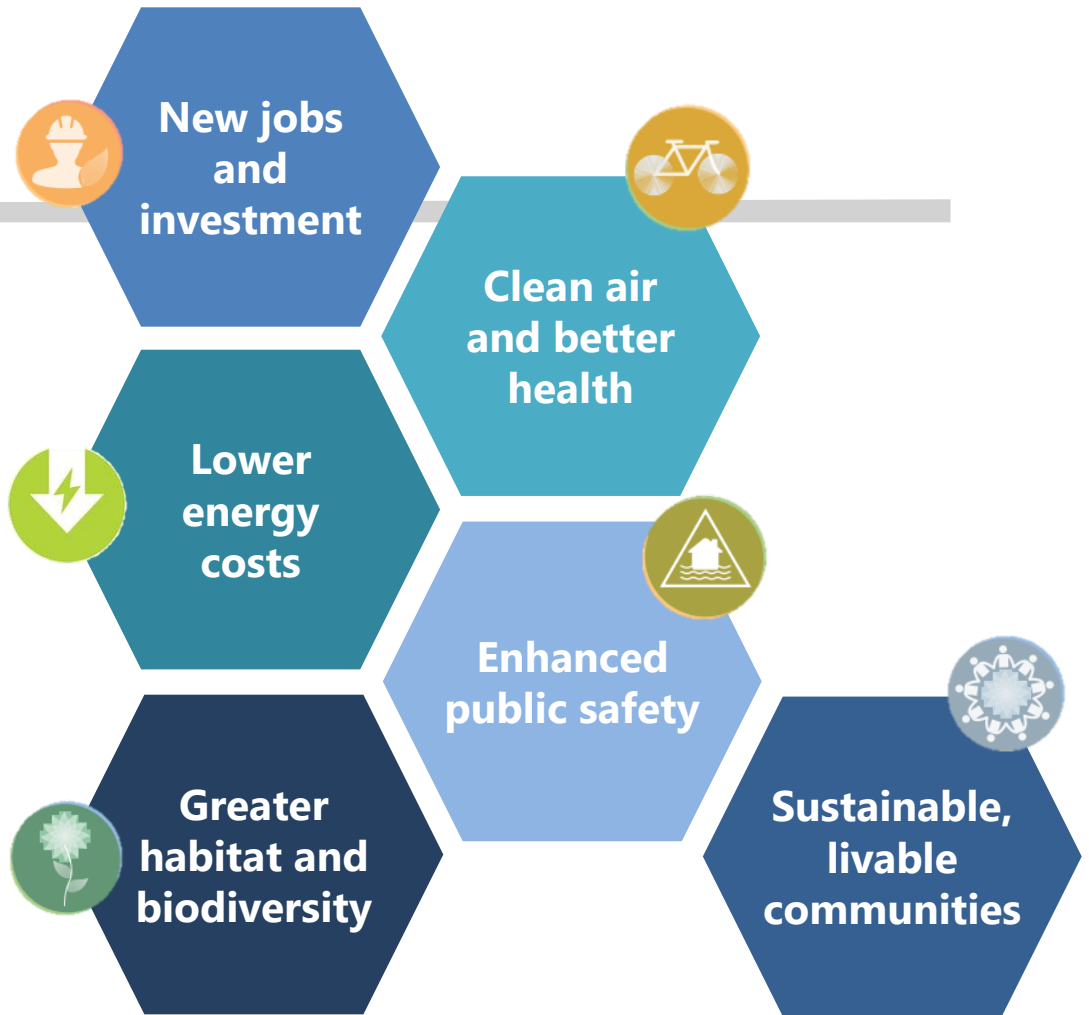 New jobs
and
investment
Clean air
and better
health
Lower
energy
costs
Enhanced
public safety
Greater
habitat and
biodiversity
Sustainable,
livable
communities